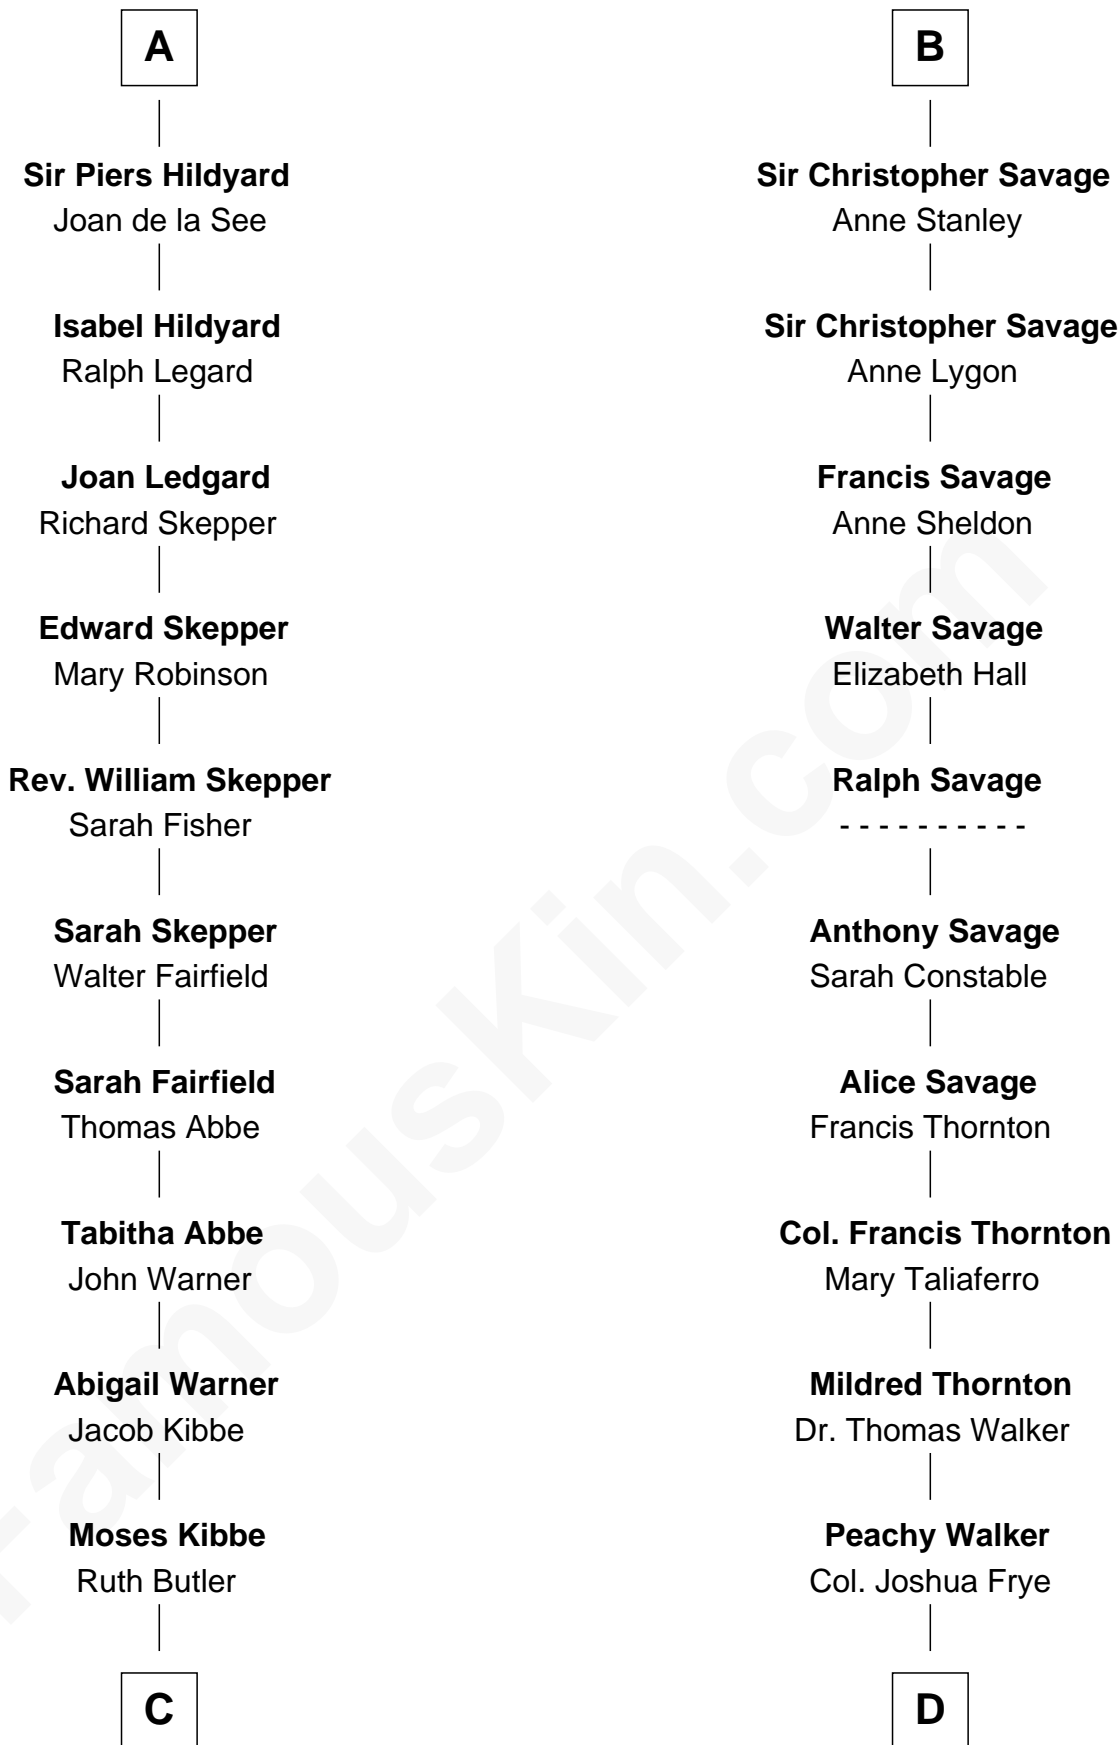 A
Sir Piers Hildyard
Joan de la See
Isabel Hildyard
Ralph Legard
Joan Ledgard
Richard Skepper
Edward Skepper
Mary Robinson
Rev. William Skepper
Sarah Fisher
Sarah Skepper
Walter Fairfield
Sarah Fairfield
Thomas Abbe
Tabitha Abbe
John Warner
Abigail Warner
Jacob Kibbe
Moses Kibbe
Ruth Butler
C
B
Sir Christopher Savage
Anne Stanley
Sir Christopher Savage
Anne Lygon
Francis Savage
Anne Sheldon
Walter Savage
Elizabeth Hall
Ralph Savage
- - - - - - - - - -
Anthony Savage
Sarah Constable
Alice Savage
Francis Thornton
Col. Francis Thornton
Mary Taliaferro
Mildred Thornton
Dr. Thomas Walker
Peachy Walker
Col. Joshua Frye
D
FamousKin.com